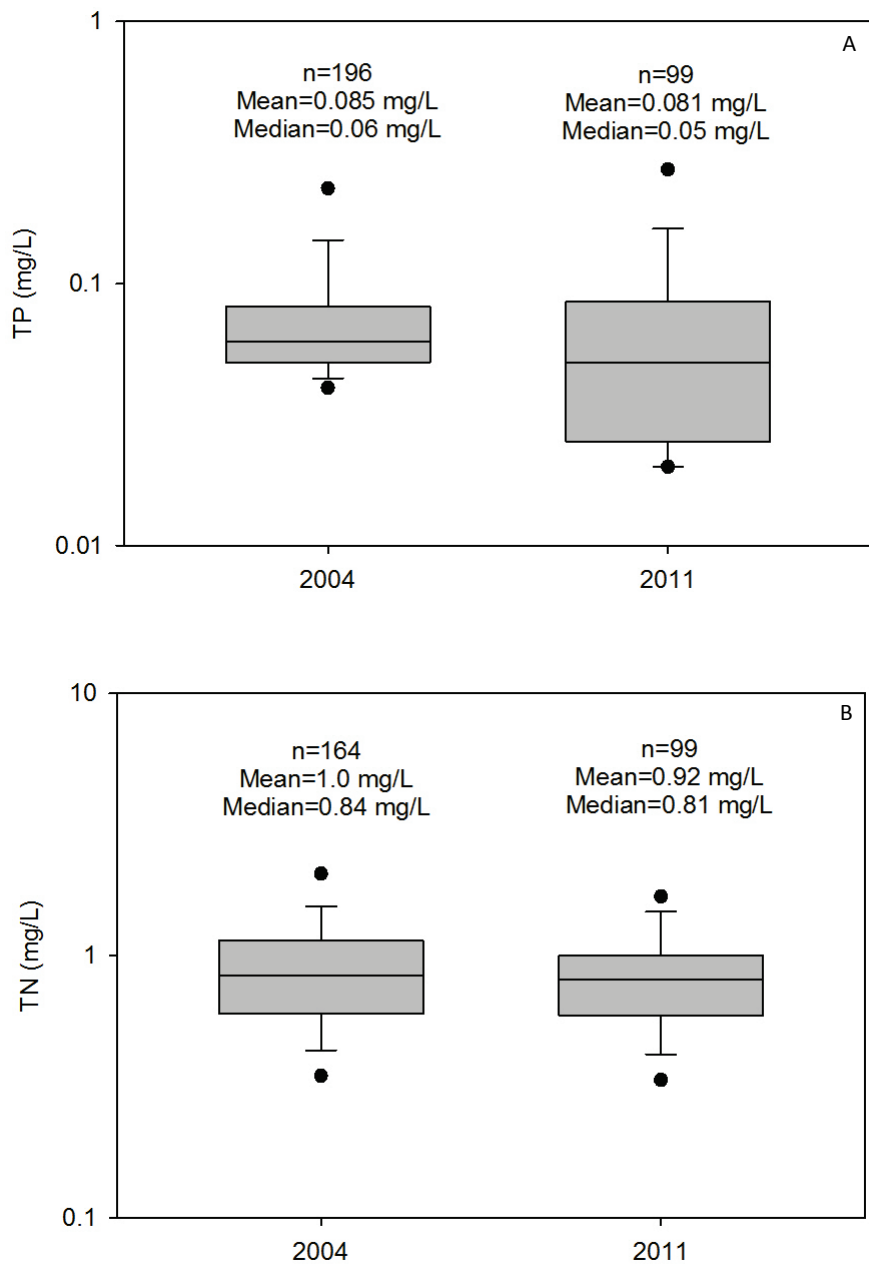 A
1
n=196
Mean=0.085 mg/L
Median=0.06 mg/L
n=99
Mean=0.081 mg/L
Median=0.05 mg/L
TP (mg/L)
0.1
0.01
2004
2011
B
10
n=164
Mean=1.0 mg/L
Median=0.84 mg/L
n=99
Mean=0.92 mg/L
Median=0.81 mg/L
TN (mg/L)
1
0.1
2004
2011